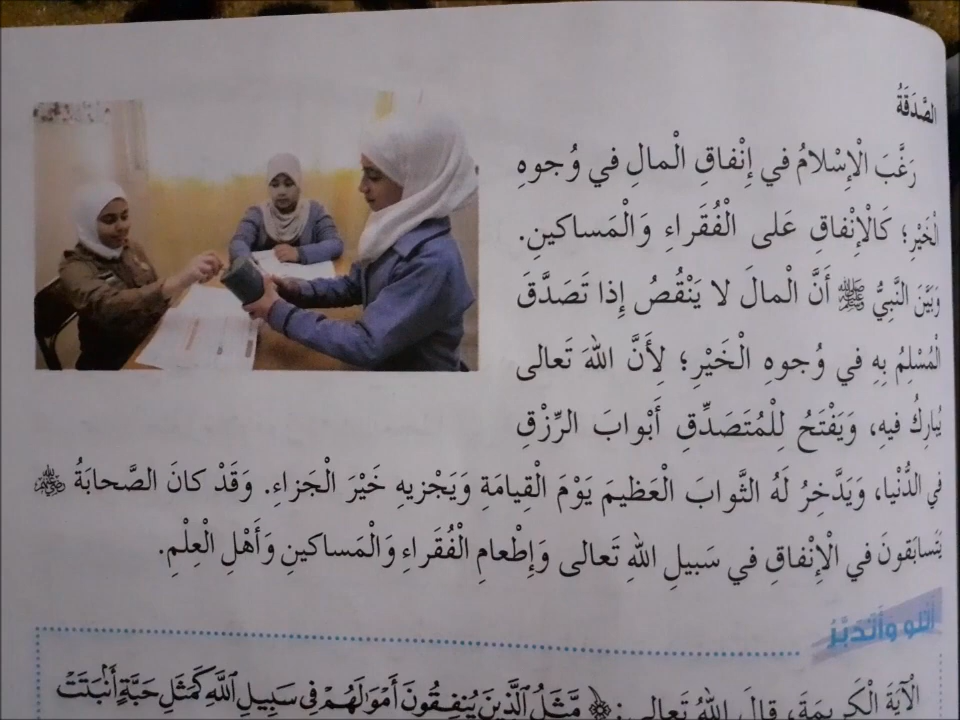 الصَّدَقَةُ
رَغَّبَ الْإِسْلامُ في إِنْفاقِ الْمالِ في وُجوهِ
الْخَيْرِ؛ كَالْإِنْفاقِ عَلى الْفُقَراءِ وَالْمَساكينِ.
وَبَيَّنَ النَّبِيُّ ﷺ أَنَّ الْمالَ لا يَنْقُصُ إِذا تَصَدَّقَ
الْمُسْلِمُ بِهِ في وُجوهِ الْخَيْرِ؛ لِأَنَّ اللهَ تَعالى
يُبارِكُ فيهِ، وَيَفْتَحُ لِلْمُتَصَدِّقِ أَبْوابَ الرِّزْقِ
في الدُّنْيا، وَيَدَّخِرُ لَهُ الثَّوابَ الْعَظيمَ يَوْمَ الْقِيامَةِ وَيَجْزيهِ خَيْرَ الْجَزاءِ. وَقَدْ كانَ الصَّحابَةُ
يَتَسابَقونَ في الْإِنْفاقِ في سَبيلِ اللهِ تَعالى وَإِطْعامِ الْفُقَراءِ وَالْمَساكينِ وَأَهْلِ الْعِلْمِ.
أَتْلو وَأَتَدَبَّرُ
الْآيَةَ الْكَريمَةَ، قالَ اللهُ تَعالى: ﴿مَّثَلُ ٱلَّذِينَ يُنفِقُونَ أَمْوَٰلَهُمْ فِي سَبِيلِ ٱللَّهِ كَمَثَلِ حَبَّةٍ أَنۢبَتَتْ